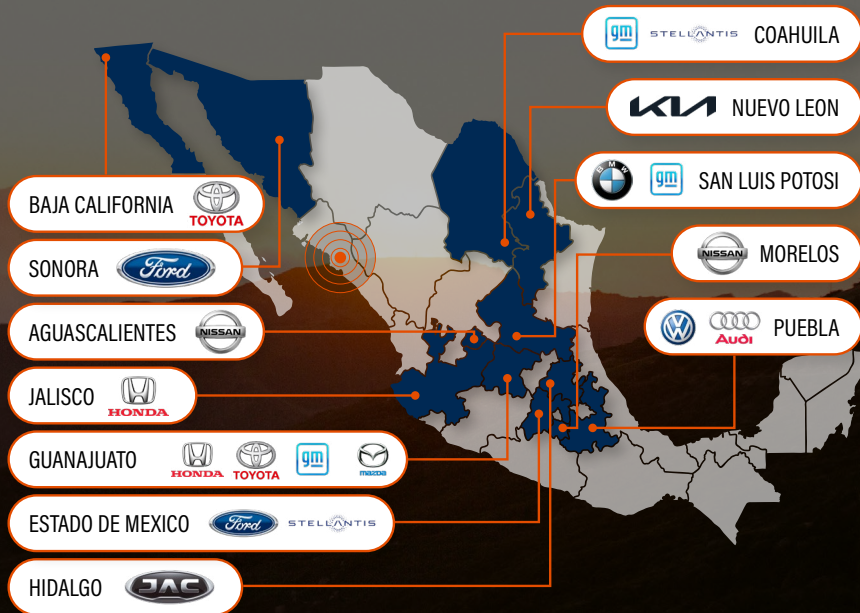 gm STELLANTIS COAHUILA
KIA NUEVO LEON
BMW gm SAN LUIS POTOSI
BAJA CALIFORNIA TOYOTA
NISSAN MORELOS
SONORA Ford
AGUASCALIENTES NISSAN
Audi PUEBLA
JALISCO HONDA
GUANAJUATO HONDA TOYOTA gm mazda
ESTADO DE MEXICO Ford STELLANTIS
HIDALGO JAC